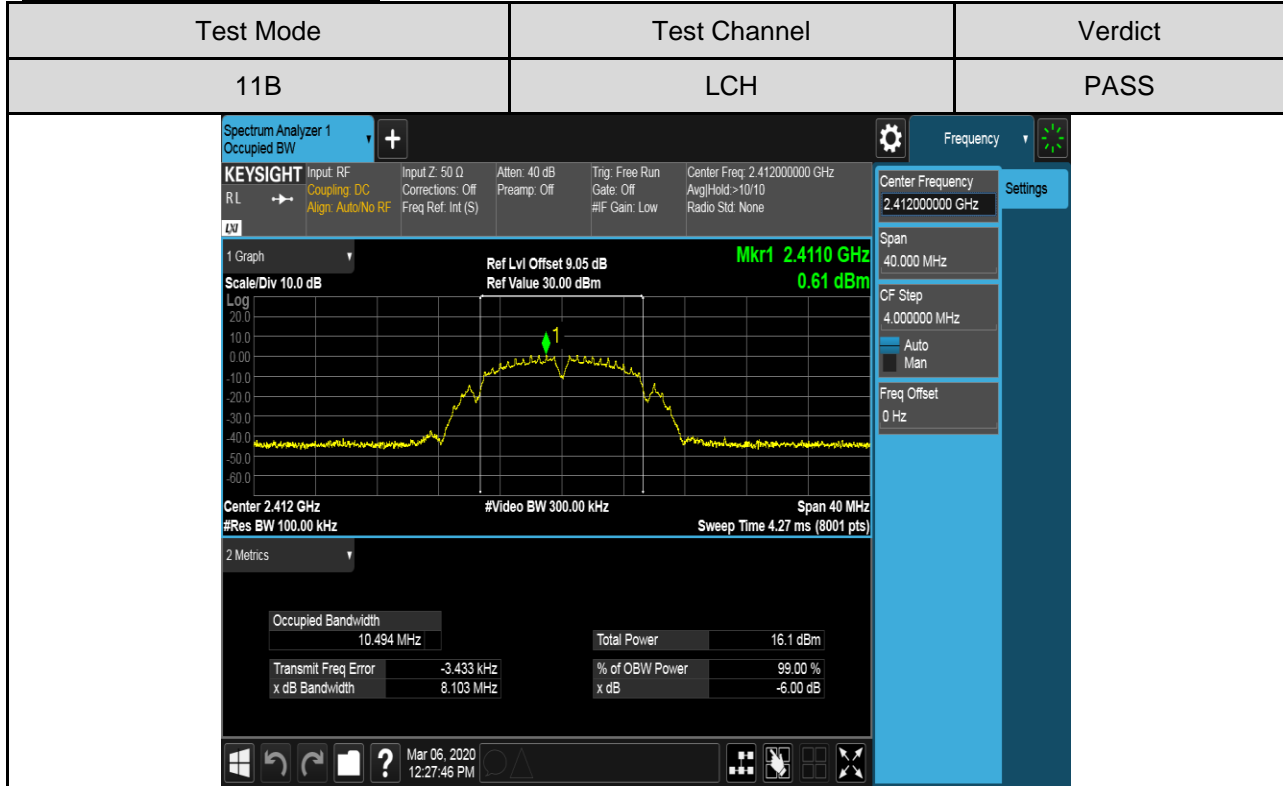 Test Mode Test Channel Verdict
11B LCH PASS
Spectrum Analyzer 1
Occupied BW
+
Frequency
KEYSIGHT
RL
LXI
Input: RF
Coupling: DC
Align: Auto/No RF
Input Z: 50 Ω
Corrections: Off
Freq Ref: Int (S)
Atten: 40 dB
Preamp: Off
Trig: Free Run
Gate: Off
#IF Gain: Low
Center Freq: 2.412000000 GHz
Avg|Hold:>10/10
Radio Std: None
1 Graph
Scale/Div 10.0 dB
Ref Lvl Offset 9.05 dB
Ref Value 30.00 dBm
Mkr1 2.4110 GHz
0.61 dBm
Log
20.0
10.0
0.00
-10.0
-20.0
-30.0
-40.0
-50.0
-60.0
1
Center 2.412 GHz #Video BW 300.00 kHz Span 40 MHz
#Res BW 100.00 kHz Sweep Time 4.27 ms (8001 pts)
2 Metrics
Occupied Bandwidth
10.494 MHz
Total Power 16.1 dBm
Transmit Freq Error -3.433 kHz % of OBW Power 99.00 %
x dB Bandwidth 8.103 MHz x dB -6.00 dB
?
Mar 06, 2020
12:27:46 PM
Center Frequency
2.412000000 GHz
Settings
Span
40.000 MHz
CF Step
4.000000 MHz
Auto
Man
Freq Offset
0 Hz